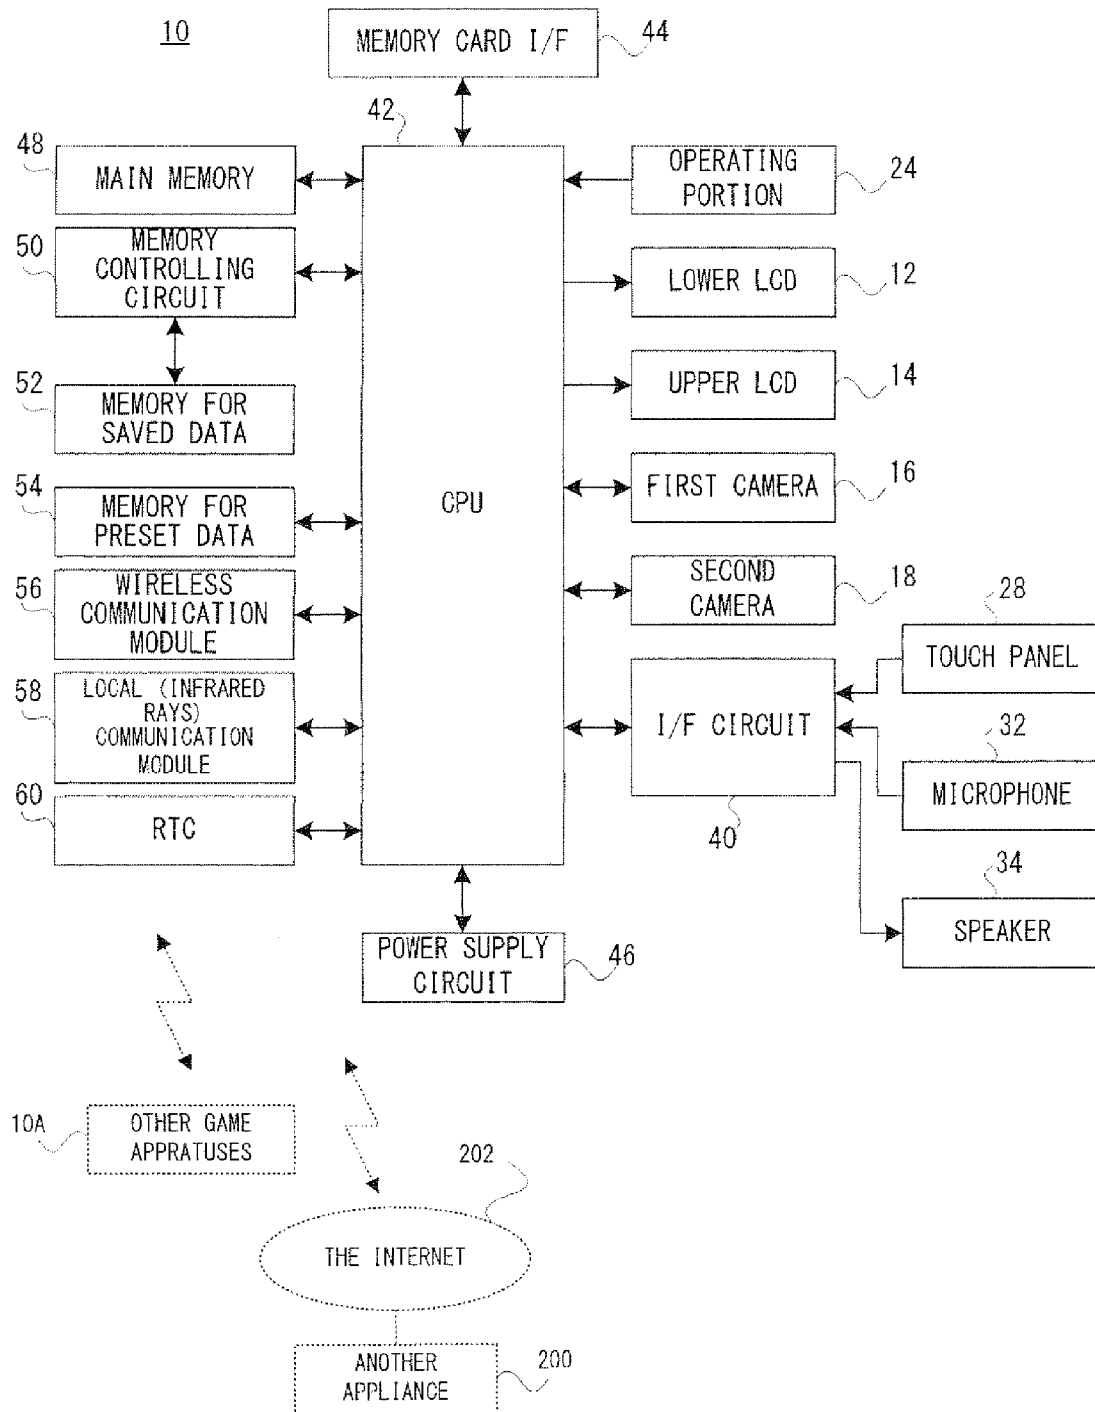 10
MEMORY CARD I/F
44
42
48
MAIN MEMORY
OPERATING
PORTION
24
50
MEMORY
CONTROLLING
CIRCUIT
LOWER LCD
12
52
MEMORY FOR
SAVED DATA
UPPER LCD
14
54
MEMORY FOR
PRESET DATA
CPU
FIRST CAMERA
16
56
WIRELESS
COMMUNICATION
MODULE
SECOND
CAMERA
18
28
TOUCH PANEL
58
LOCAL (INFRARED
RAYS)
COMMUNICATION
MODULE
I/F CIRCUIT
40
32
MICROPHONE
60
RTC
34
SPEAKER
POWER SUPPLY
CIRCUIT
46
10A
OTHER GAME
APPRATUSES
202
THE INTERNET
ANOTHER
APPLIANCE
200